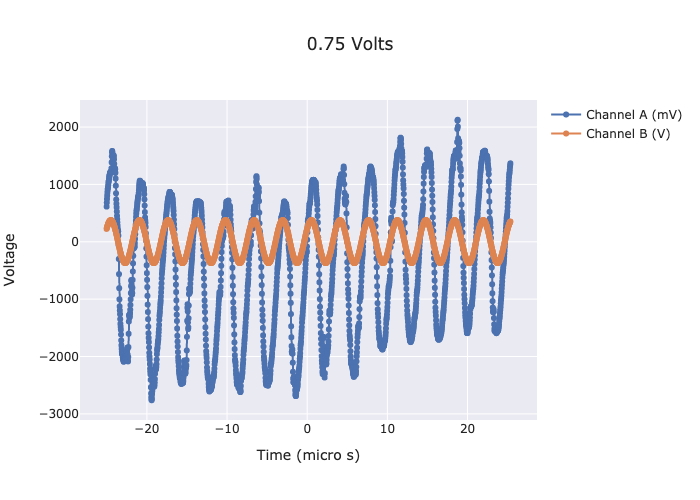 0.75 Volts
Channel A (mV)
Channel B (V)
Voltage
2000
1000
0
−1000
−2000
−3000
−20
−10
0
10
20
Time (micro s)